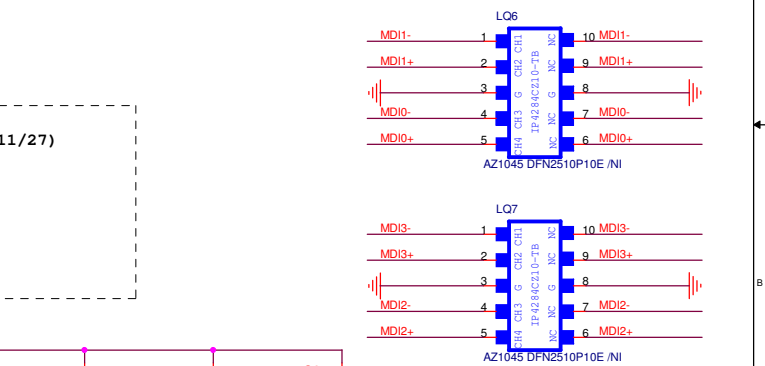 LQ6
MDI1- 1 CH1 NC 10 MDI1-
MDI1+ 2 CH2 NC 9 MDI1+
3 G G 8
MDI0- 4 CH3 NC 7 MDI0-
MDI0+ 5 CH4 NC 6 MDI0+
IP4284CZ10-TB
AZ1045 DFN2510P10E /NI
11/27)
LQ7
MDI3- 1 CH1 NC 10 MDI3-
MDI3+ 2 CH2 NC 9 MDI3+
3 G G 8
MDI2- 4 CH3 NC 7 MDI2-
MDI2+ 5 CH4 NC 6 MDI2+
IP4284CZ10-TB
AZ1045 DFN2510P10E /NI
B